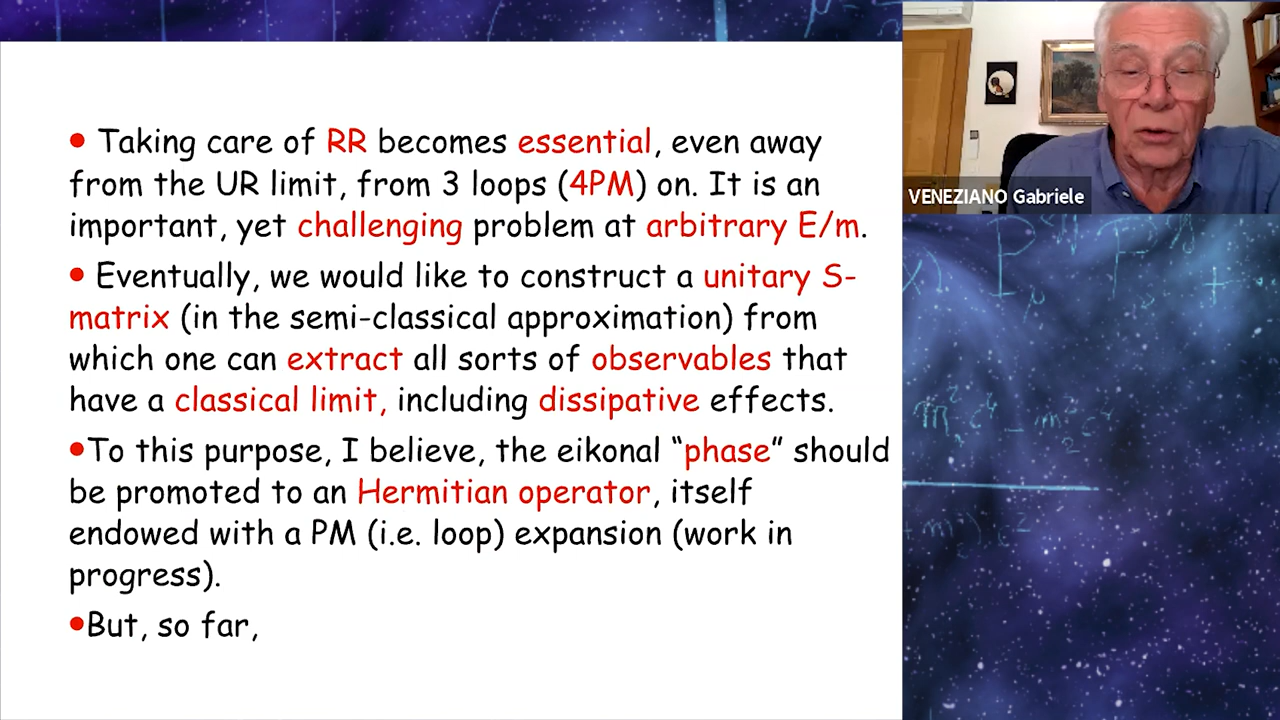 • Taking care of RR becomes essential, even away
from the UR limit, from 3 loops (4PM) on. It is an
important, yet challenging problem at arbitrary E/m.
• Eventually, we would like to construct a unitary S-
matrix (in the semi-classical approximation) from
which one can extract all sorts of observables that
have a classical limit, including dissipative effects.
•To this purpose, I believe, the eikonal “phase” should
be promoted to an Hermitian operator, itself
endowed with a PM (i.e. loop) expansion (work in
progress).
•But, so far,
VENEZIANO Gabriele